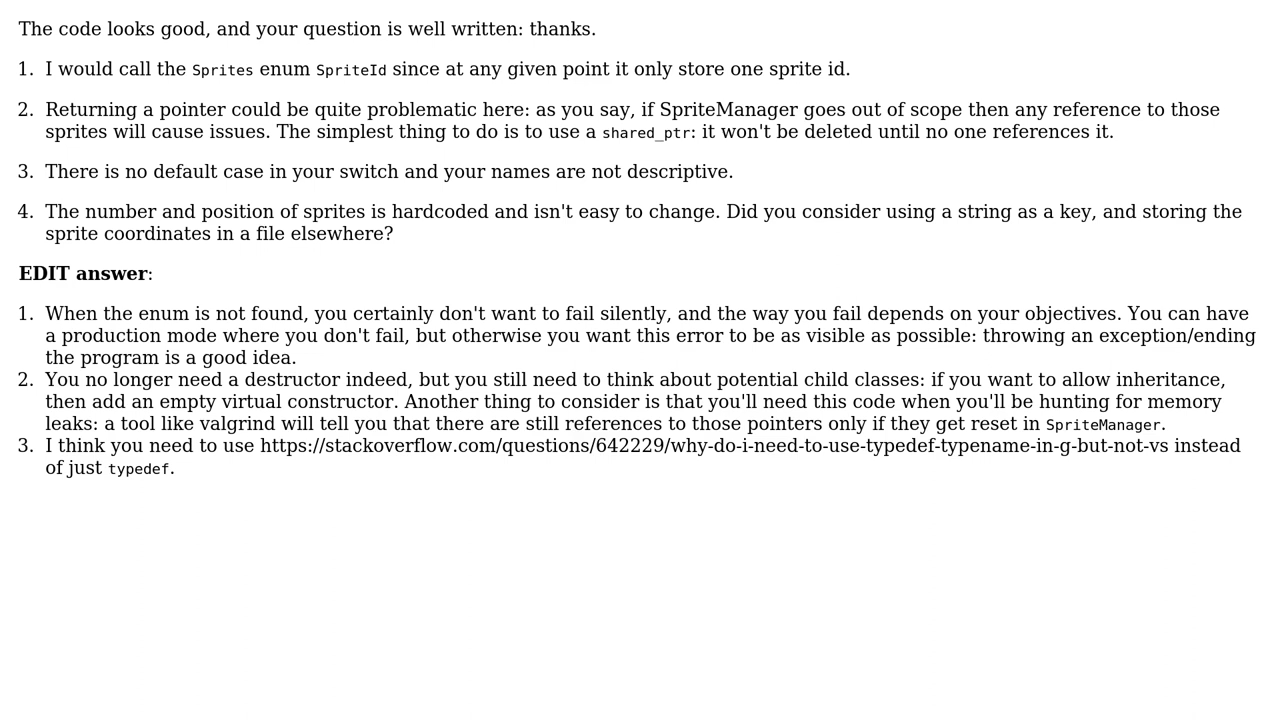 The code looks good, and your question is well written: thanks.
1. I would call the Sprites enum SpriteId since at any given point it only store one sprite id.
2. Returning a pointer could be quite problematic here: as you say, if SpriteManager goes out of scope then any reference to those
sprites will cause issues. The simplest thing to do is to use a shared_ptr: it won't be deleted until no one references it.
3. There is no default case in your switch and your names are not descriptive.
4. The number and position of sprites is hardcoded and isn't easy to change. Did you consider using a string as a key, and storing the
sprite coordinates in a file elsewhere?
EDIT answer:
1. When the enum is not found, you certainly don't want to fail silently, and the way you fail depends on your objectives. You can have
a production mode where you don't fail, but otherwise you want this error to be as visible as possible: throwing an exception/ending
the program is a good idea.
2. You no longer need a destructor indeed, but you still need to think about potential child classes: if you want to allow inheritance,
then add an empty virtual constructor. Another thing to consider is that you'll need this code when you'll be hunting for memory
leaks: a tool like valgrind will tell you that there are still references to those pointers only if they get reset in SpriteManager.
3. I think you need to use https://stackoverflow.com/questions/642229/why-do-i-need-to-use-typedef-typename-in-g-but-not-vs instead
of just typedef.